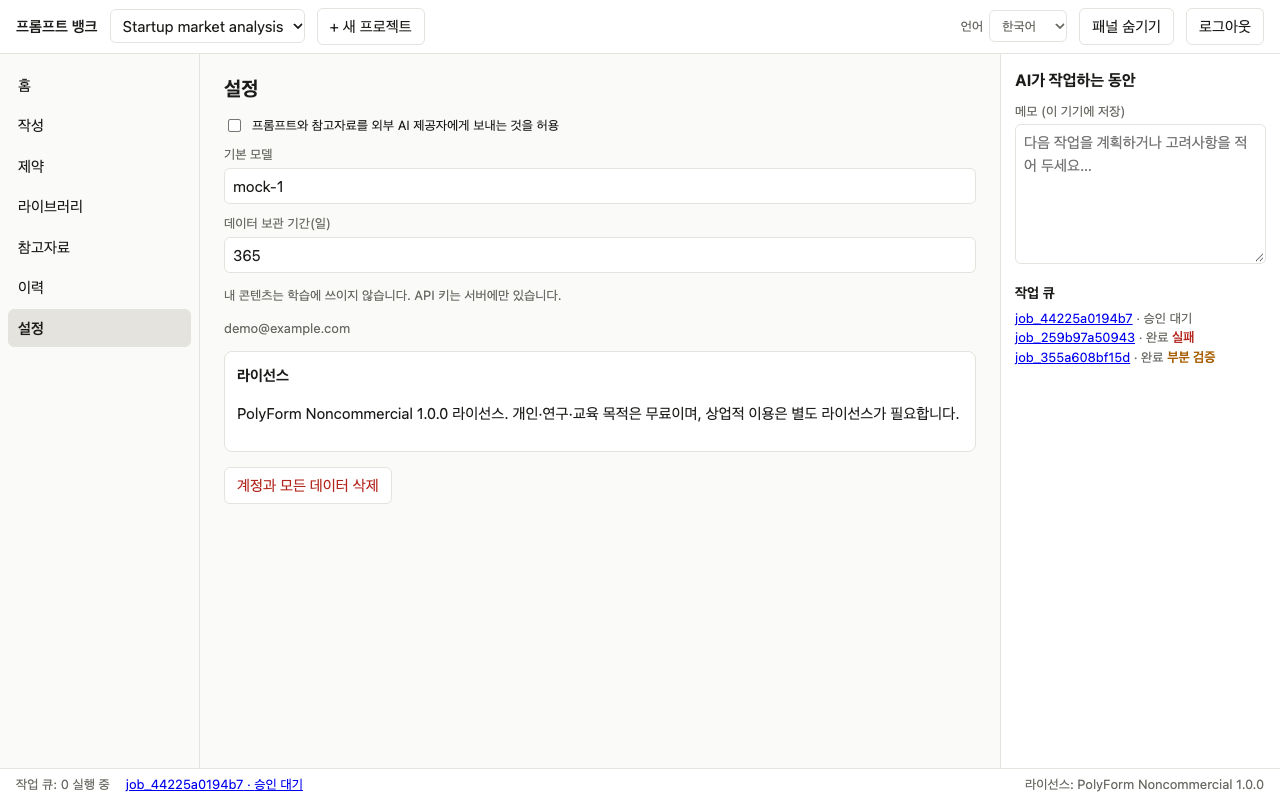 프롬프트 뱅크
Startup market analysis
+ 새 프로젝트
언어
한국어
패널 숨기기
로그아웃
홈
작성
제약
라이브러리
참고자료
이력
설정
설정
프롬프트와 참고자료를 외부 AI 제공자에게 보내는 것을 허용
기본 모델
mock-1
데이터 보관 기간(일)
365
내 콘텐츠는 학습에 쓰이지 않습니다. API 키는 서버에만 있습니다.
demo@example.com
라이선스
PolyForm Noncommercial 1.0.0 라이선스. 개인·연구·교육 목적은 무료이며, 상업적 이용은 별도 라이선스가 필요합니다.
계정과 모든 데이터 삭제
AI가 작업하는 동안
메모 (이 기기에 저장)
다음 작업을 계획하거나 고려사항을 적
어 두세요...
작업 큐
job_44225a0194b7 · 승인 대기
job_259b97a50943 · 완료 실패
job_355a608bf15d · 완료 부분 검증
작업 큐: 0 실행 중
job_44225a0194b7 · 승인 대기
라이선스: PolyForm Noncommercial 1.0.0